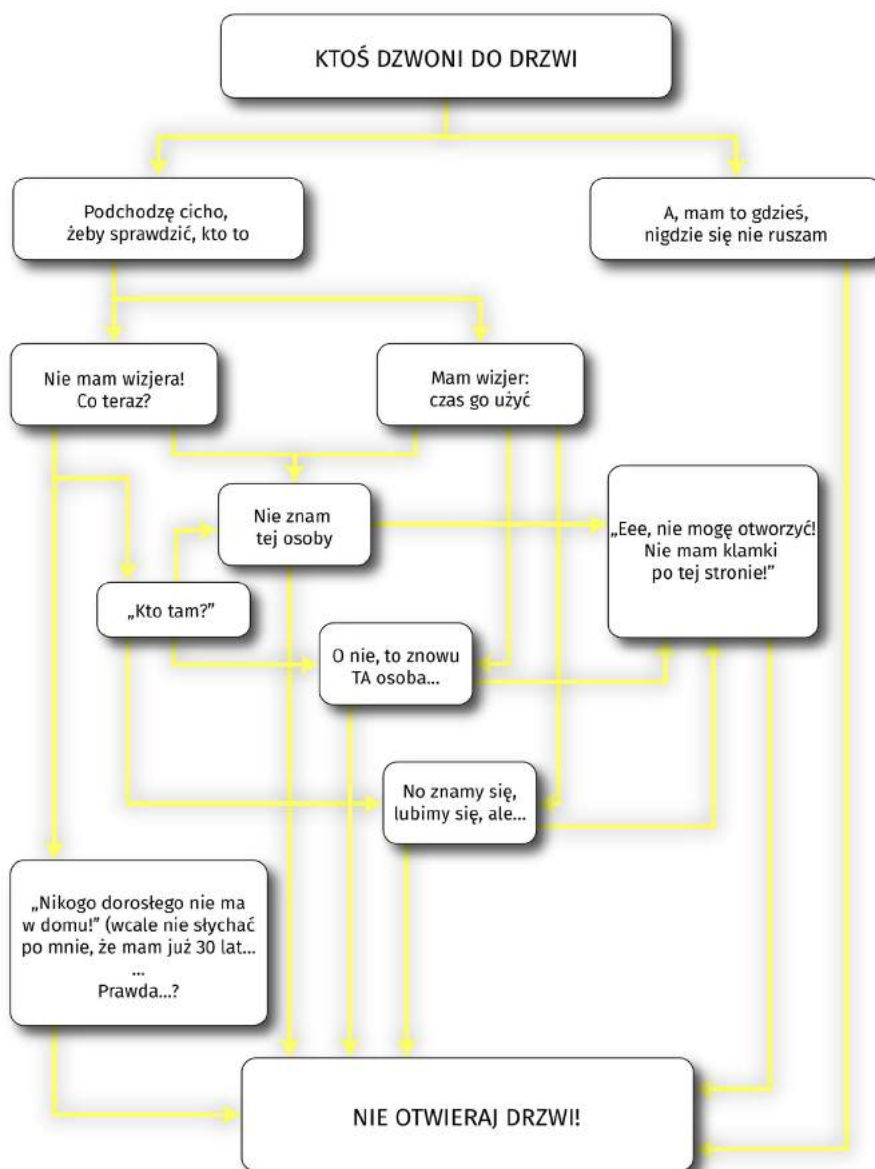 KTOŚ DZWONI DO DRZWI
Podchodzę cicho,
żeby sprawdzić, kto to
A, mam to gdzieś,
nigdzie się nie ruszam
Nie mam wizjera!
Co teraz?
Mam wizjer:
czas go użyć
Nie znam
tej osoby
„Eee, nie mogę otworzyć!
Nie mam klamki
po tej stronie!”
„Kto tam?”
O nie, to znowu
TA osoba...
No znamy się,
lubimy się, ale...
„Nikogo dorosłego nie ma
w domu!” (wcale nie słychać
po mnie, że mam już 30 lat...
...
Prawda...?
NIE OTWIERAJ DRZWI!